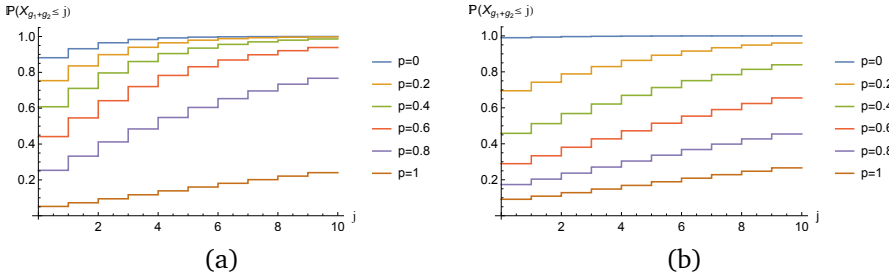 ℙ(X_{g₁+g₂} ≤ j)
1.0
0.8
0.6
0.4
0.2
2
4
6
8
10
j
p=0
p=0.2
p=0.4
p=0.6
p=0.8
p=1
(a)
ℙ(X_{g₁+g₂} ≤ j)
1.0
0.8
0.6
0.4
0.2
2
4
6
8
10
j
p=0
p=0.2
p=0.4
p=0.6
p=0.8
p=1
(b)